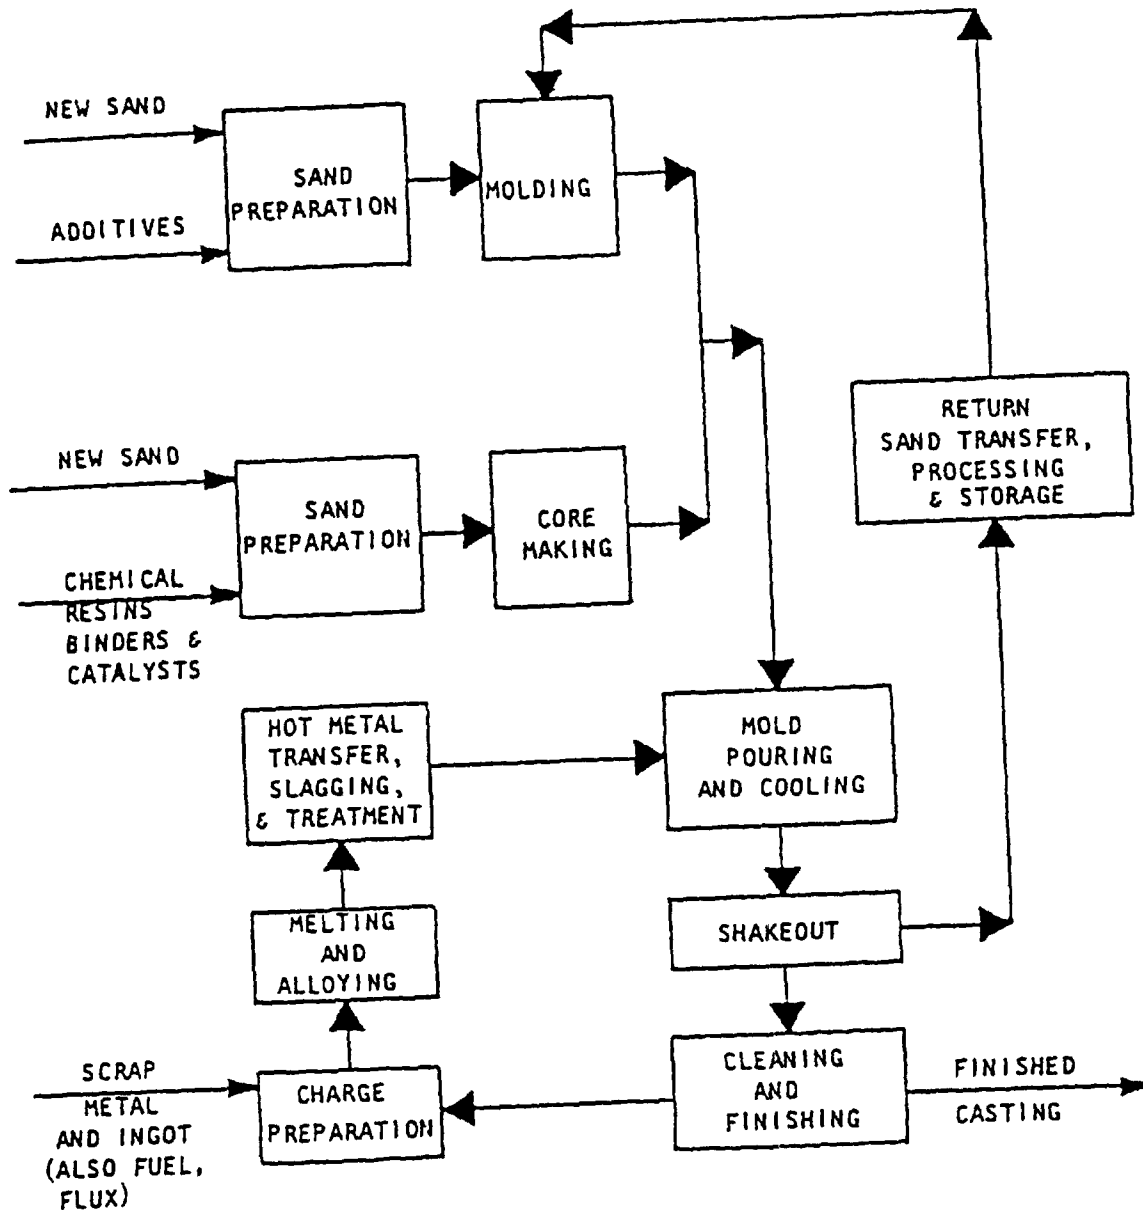 NEW SAND
ADDITIVES
SAND
PREPARATION
MOLDING
NEW SAND
CHEMICAL
RESINS
BINDERS &
CATALYSTS
SAND
PREPARATION
CORE
MAKING
RETURN
SAND TRANSFER,
PROCESSING
& STORAGE
HOT METAL
TRANSFER,
SLAGGING,
& TREATMENT
MOLD
POURING
AND COOLING
MELTING
AND
ALLOYING
SHAKEOUT
SCRAP
METAL
AND INGOT
(ALSO FUEL,
FLUX)
CHARGE
PREPARATION
CLEANING
AND
FINISHING
FINISHED
CASTING